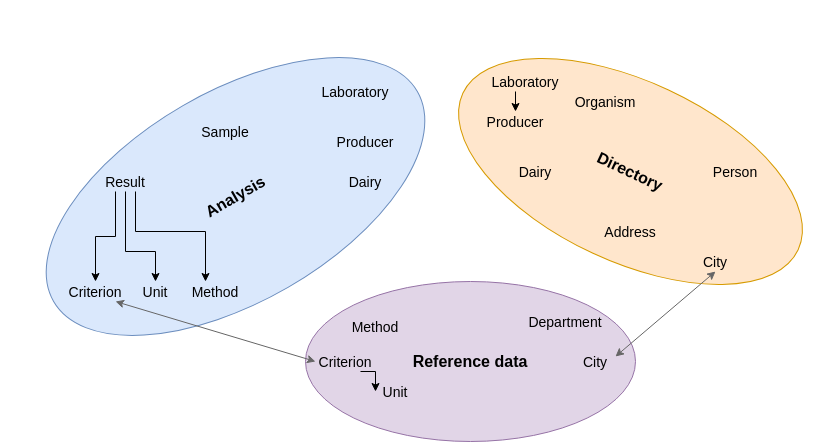 Laboratory
Sample
Producer
Dairy
Result
Analysis
Criterion
Unit
Method
Laboratory
Organism
Producer
Directory
Dairy
Person
Address
City
Method
Department
Criterion
Reference data
City
Unit